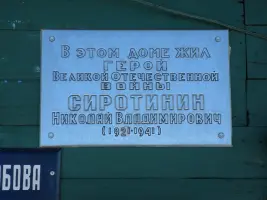 В ЭТОМ ДОМЕ ЖИЛ
ГЕРОЙ
ВЕЛИКОЙ ОТЕЧЕСТВЕННОЙ
ВОЙНЫ
СИРОТИНИН
НИКОЛАЙ ВЛАДИМИРОВИЧ
(1921-1941)
ОБОВА